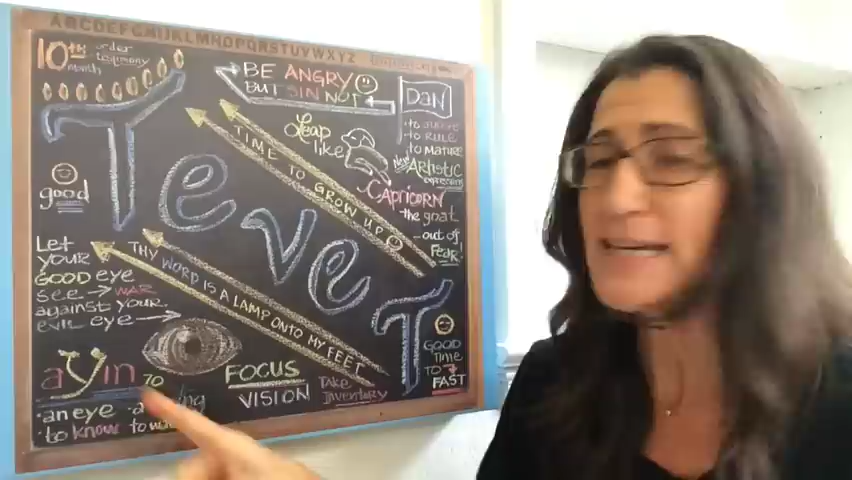 ABCDEFGHIJKLMNOPQRSTUVWXYZ
10th order
testimony
month
BE ANGRY
BUT SIN NOT
DaN
to RULE
to MATURE
New
Artistic
Leap
like
CapricorN
the goat
out of
Fear
TIME TO GROW UP
TeveT
good
THY WORD IS A LAMP ONTO MY FEET
Let
your
GOOD eye
see → WAR
against your
evil eye
ayin
70
an eye
to know
FOCUS
VISION
Take
Inventory
GOOD
Time
TO
FAST